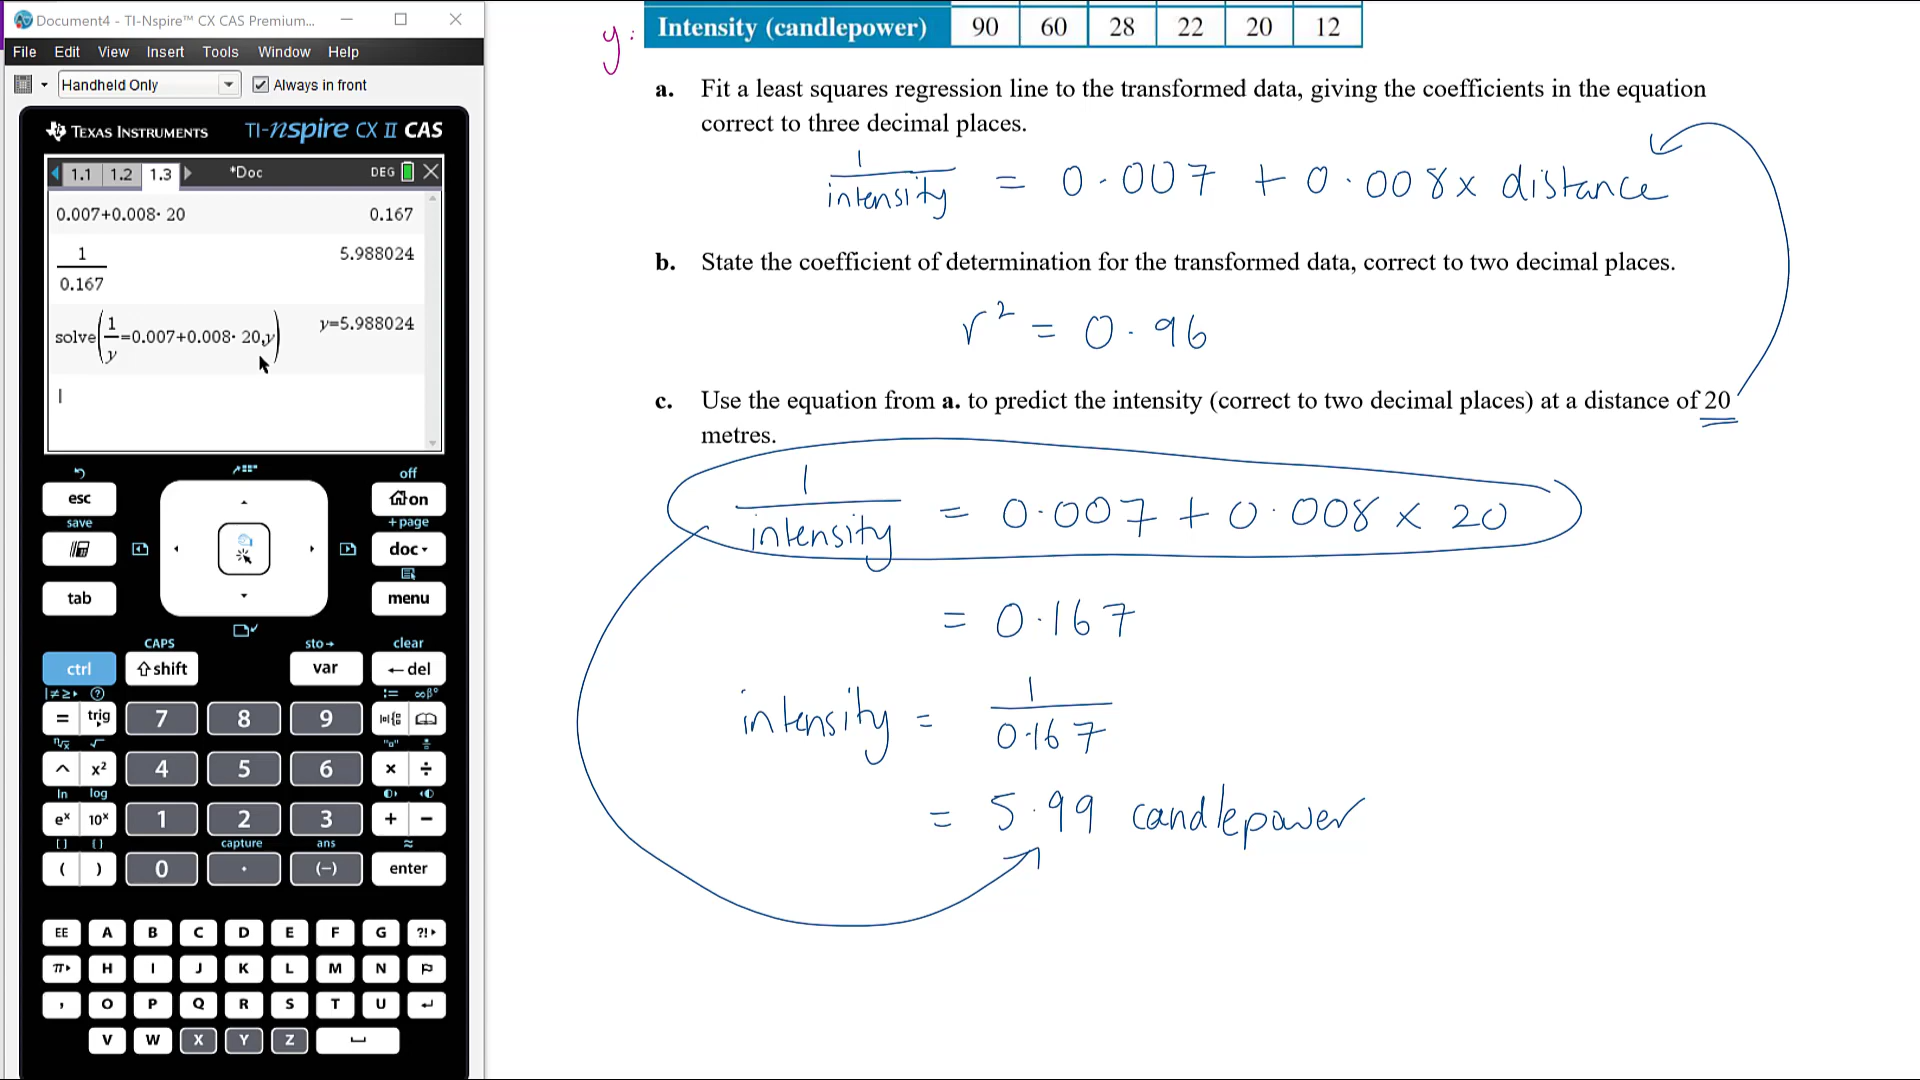 Document4 - TI-Nspire™ CX CAS Premium...
File Edit View Insert Tools Window Help
Handheld Only Always in front
TEXAS INSTRUMENTS TI-nspire CX II CAS
1.1 1.2 1.3 *Doc DEG
0.007+0.008·20 0.167
1/0.167 5.988024
solve(1/y=0.007+0.008·20,y) y=5.988024
off
esc on
save +page
doc
tab menu
CAPS sto→ clear
ctrl shift var ←del
= trig 7 8 9
^ x² 4 5 6 × ÷
ln log
eˣ 10ˣ 1 2 3 + −
[ ] { } capture ans ≈
( ) 0 . (−) enter
EE A B C D E F G ?!▸
π▸ H I J K L M N
, O P Q R S T U
V W X Y Z
y: Intensity (candlepower) 90 60 28 22 20 12
a. Fit a least squares regression line to the transformed data, giving the coefficients in the equation
correct to three decimal places.
1/intensity = 0.007 + 0.008 x distance
b. State the coefficient of determination for the transformed data, correct to two decimal places.
r² = 0.96
c. Use the equation from a. to predict the intensity (correct to two decimal places) at a distance of 20
metres.
1/intensity = 0.007 + 0.008 x 20
= 0.167
intensity = 1/0.167
= 5.99 candlepower